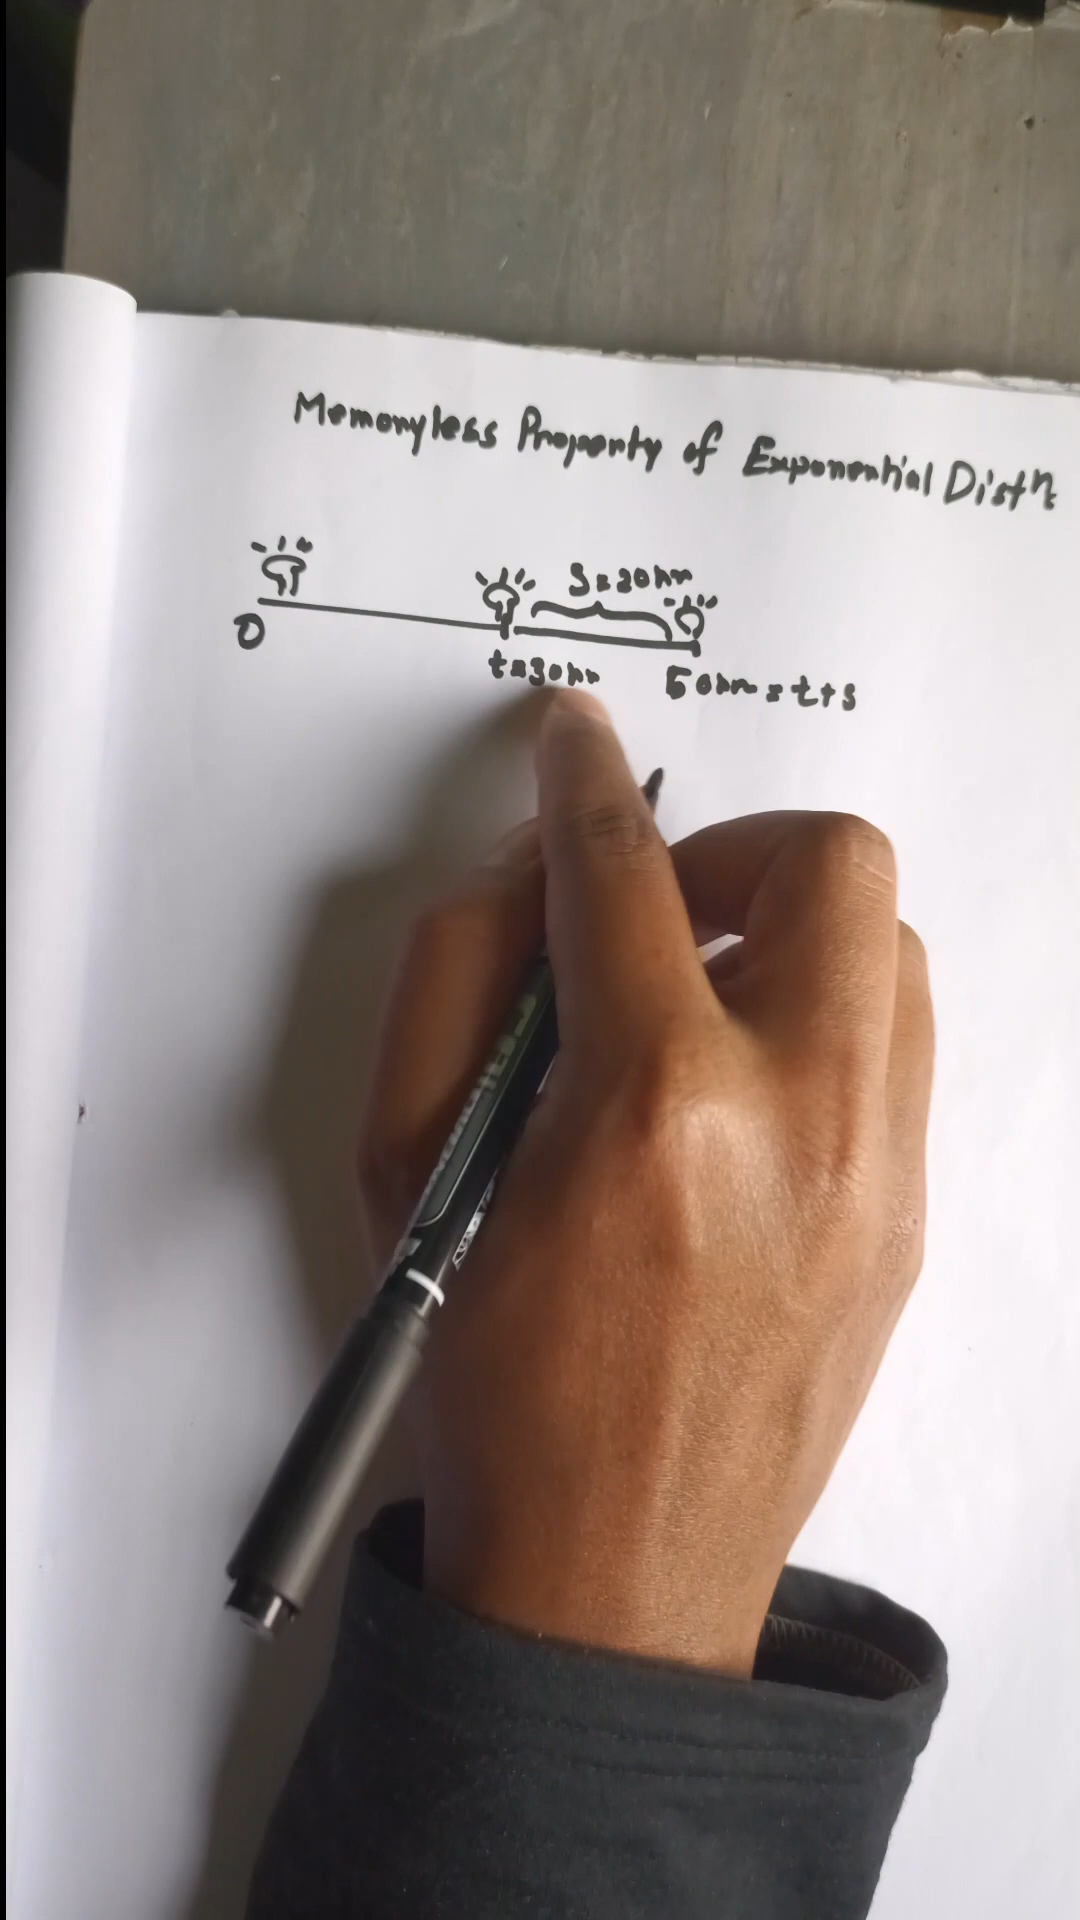 Memoryless Property of Exponential Distn
S=20hr
0
t=30hr
50hr=t+s